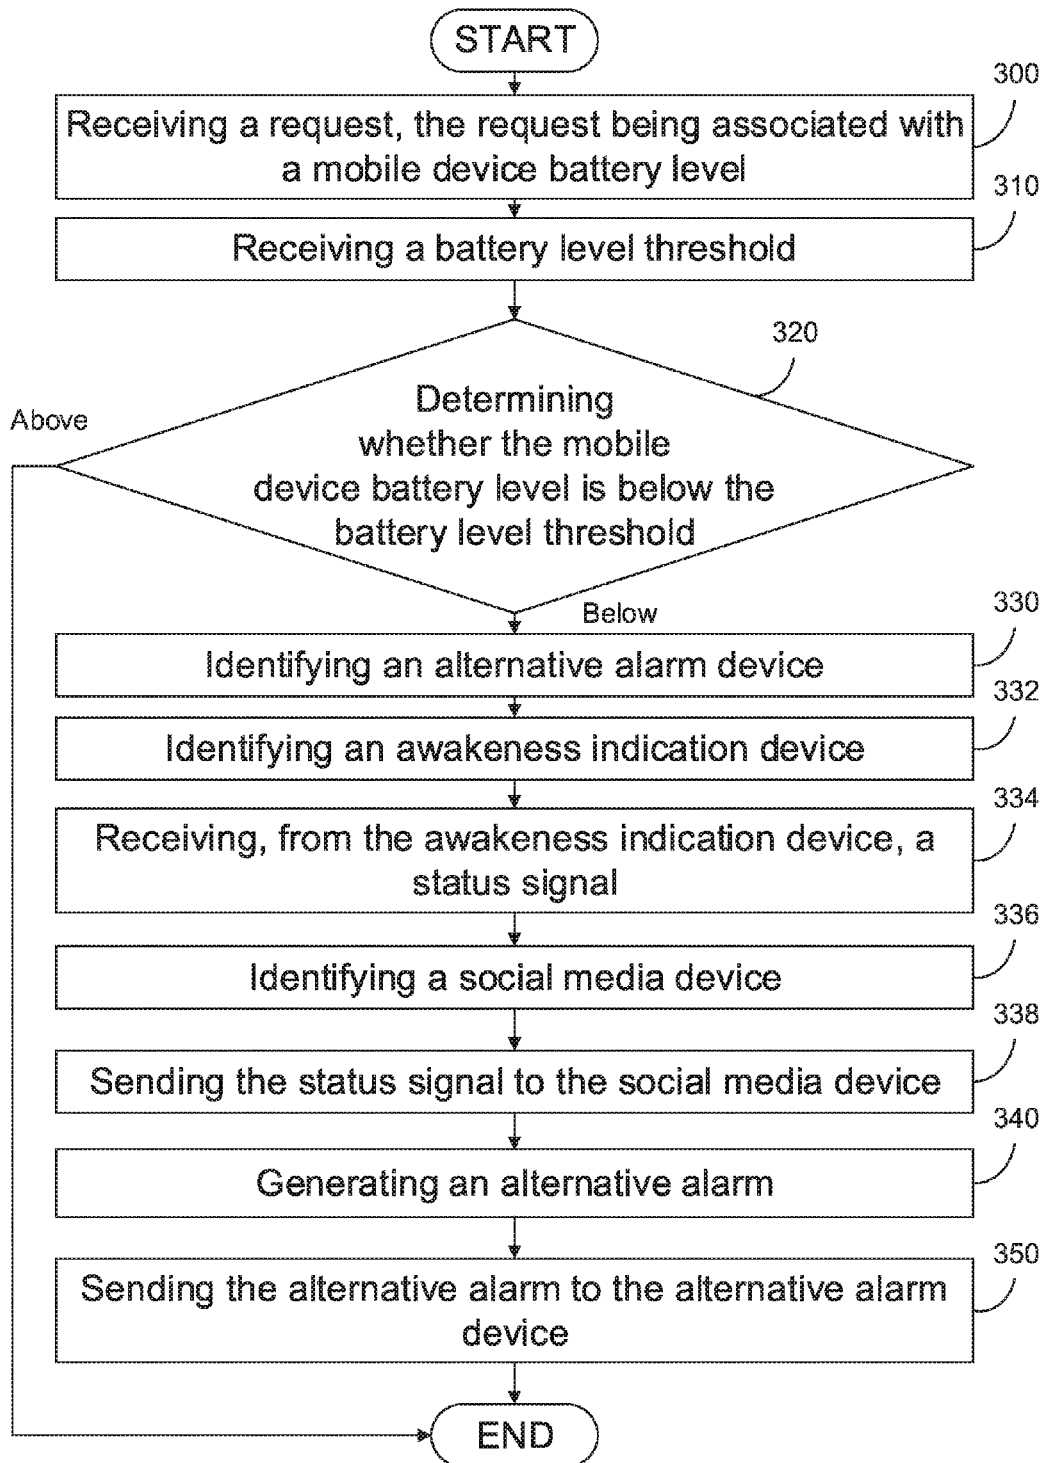 START
300
Receiving a request, the request being associated with
a mobile device battery level
310
Receiving a battery level threshold
320
Determining
whether the mobile
device battery level is below the
battery level threshold
Above
Below
330
Identifying an alternative alarm device
332
Identifying an awakeness indication device
334
Receiving, from the awakeness indication device, a
status signal
336
Identifying a social media device
338
Sending the status signal to the social media device
340
Generating an alternative alarm
350
Sending the alternative alarm to the alternative alarm
device
END